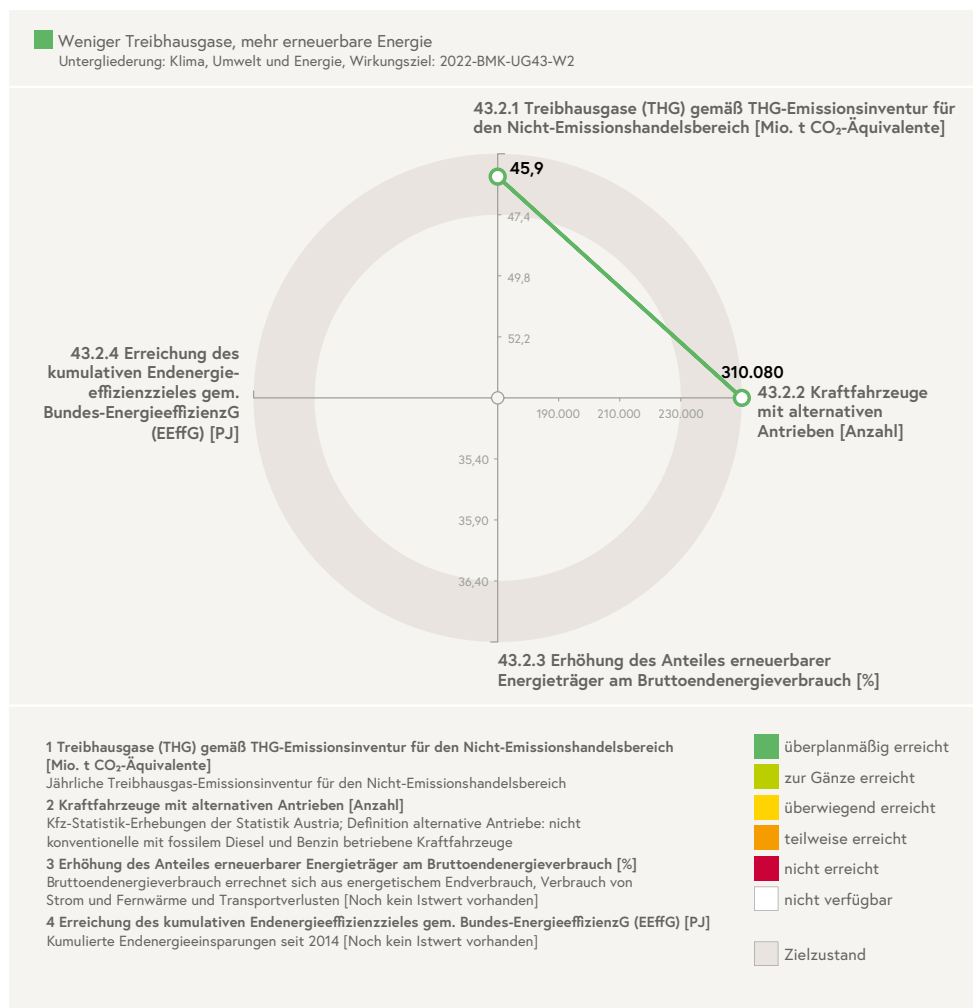 Weniger Treibhausgase, mehr erneuerbare Energie
Untergliederung: Klima, Umwelt und Energie, Wirkungsziel: 2022-BMK-UG43-W2
43.2.1 Treibhausgase (THG) gemäß THG-Emissionsinventur für
den Nicht-Emissionshandelsbereich [Mio. t CO₂-Äquivalente]
45,9
47,4
49,8
52,2
43.2.4 Erreichung des
kumulativen Endenergie-
effizienzzieles gem.
Bundes-EnergieeffizienzG
(EEffG) [PJ]
310.080
43.2.2 Kraftfahrzeuge
mit alternativen
Antrieben [Anzahl]
190.000 210.000 230.000
35,40
35,90
36,40
43.2.3 Erhöhung des Anteiles erneuerbarer
Energieträger am Bruttoendenergieverbrauch [%]
1 Treibhausgase (THG) gemäß THG-Emissionsinventur für den Nicht-Emissionshandelsbereich
[Mio. t CO₂-Äquivalente]
Jährliche Treibhausgas-Emissionsinventur für den Nicht-Emissionshandelsbereich
2 Kraftfahrzeuge mit alternativen Antrieben [Anzahl]
Kfz-Statistik-Erhebungen der Statistik Austria; Definition alternative Antriebe: nicht
konventionelle mit fossilem Diesel und Benzin betriebene Kraftfahrzeuge
3 Erhöhung des Anteiles erneuerbarer Energieträger am Bruttoendenergieverbrauch [%]
Bruttoendenergieverbrauch errechnet sich aus energetischem Endverbrauch, Verbrauch von
Strom und Fernwärme und Transportverlusten [Noch kein Istwert vorhanden]
4 Erreichung des kumulativen Endenergieeffizienzzieles gem. Bundes-EnergieeffizienzG (EEffG) [PJ]
Kumulierte Endenergieeinsparungen seit 2014 [Noch kein Istwert vorhanden]
überplanmäßig erreicht
zur Gänze erreicht
überwiegend erreicht
teilweise erreicht
nicht erreicht
nicht verfügbar
Zielzustand